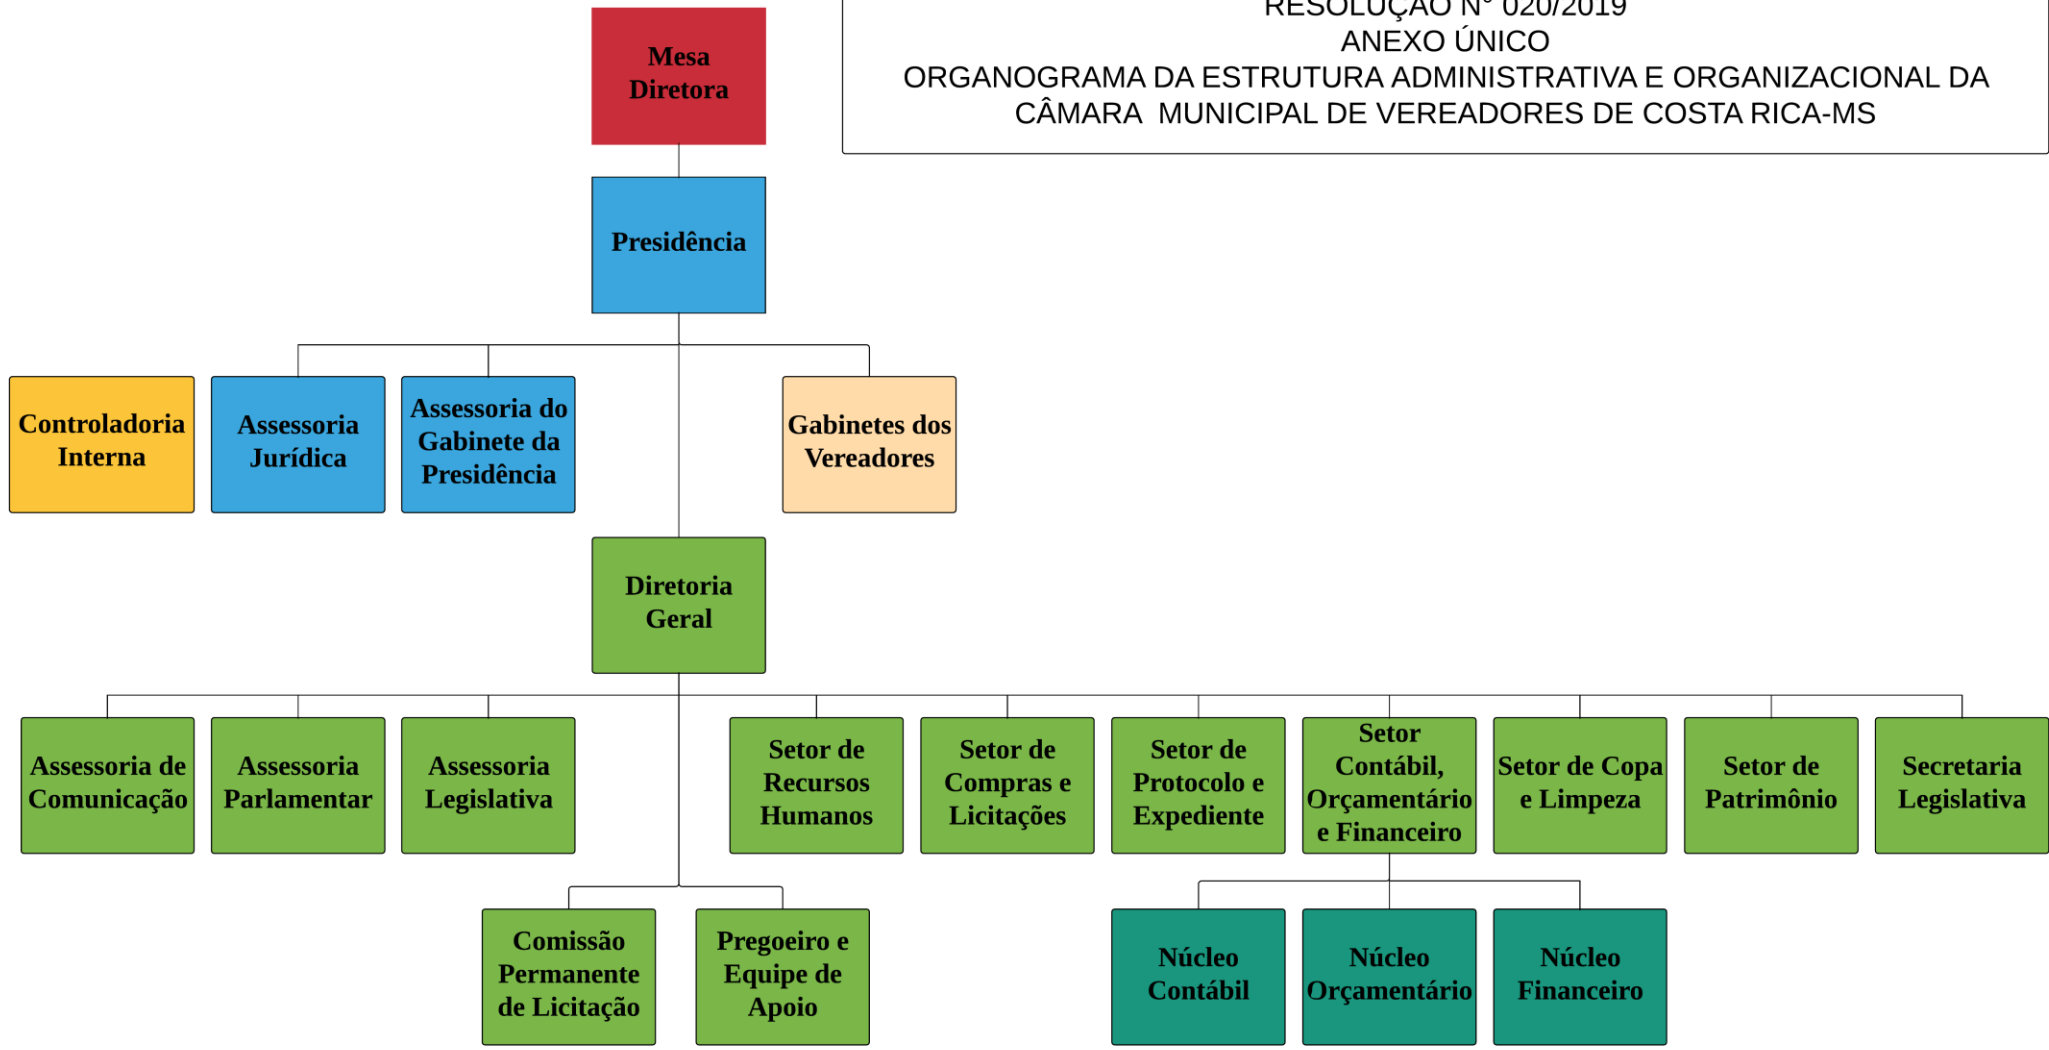 RESOLUÇÃO Nº 020/2019
ANEXO ÚNICO
ORGANOGRAMA DA ESTRUTURA ADMINISTRATIVA E ORGANIZACIONAL DA
CÂMARA MUNICIPAL DE VEREADORES DE COSTA RICA-MS
Mesa
Diretora
Presidência
Controladoria
Interna
Assessoria
Jurídica
Assessoria do
Gabinete da
Presidência
Gabinetes dos
Vereadores
Diretoria
Geral
Assessoria de
Comunicação
Assessoria
Parlamentar
Assessoria
Legislativa
Setor de
Recursos
Humanos
Setor de
Compras e
Licitações
Setor de
Protocolo e
Expediente
Setor
Contábil,
Orçamentário
e Financeiro
Setor de Copa
e Limpeza
Setor de
Patrimônio
Secretaria
Legislativa
Comissão
Permanente
de Licitação
Pregoeiro e
Equipe de
Apoio
Núcleo
Contábil
Núcleo
Orçamentário
Núcleo
Financeiro